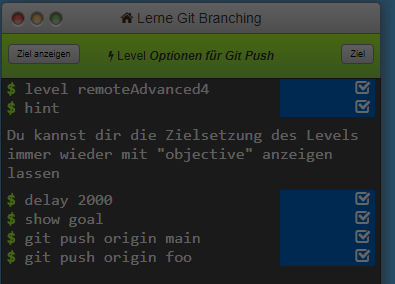 Lerne Git Branching
Ziel anzeigen
Level Optionen für Git Push
Ziel
$ level remoteAdvanced4
$ hint
Du kannst dir die Zielsetzung des Levels
immer wieder mit "objective" anzeigen
lassen
$ delay 2000
$ show goal
$ git push origin main
$ git push origin foo